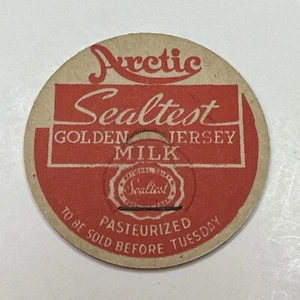 Arctic
Sealtest
GOLDEN JERSEY
MILK
Sealtest
PASTEURIZED
TO BE SOLD BEFORE TUESDAY